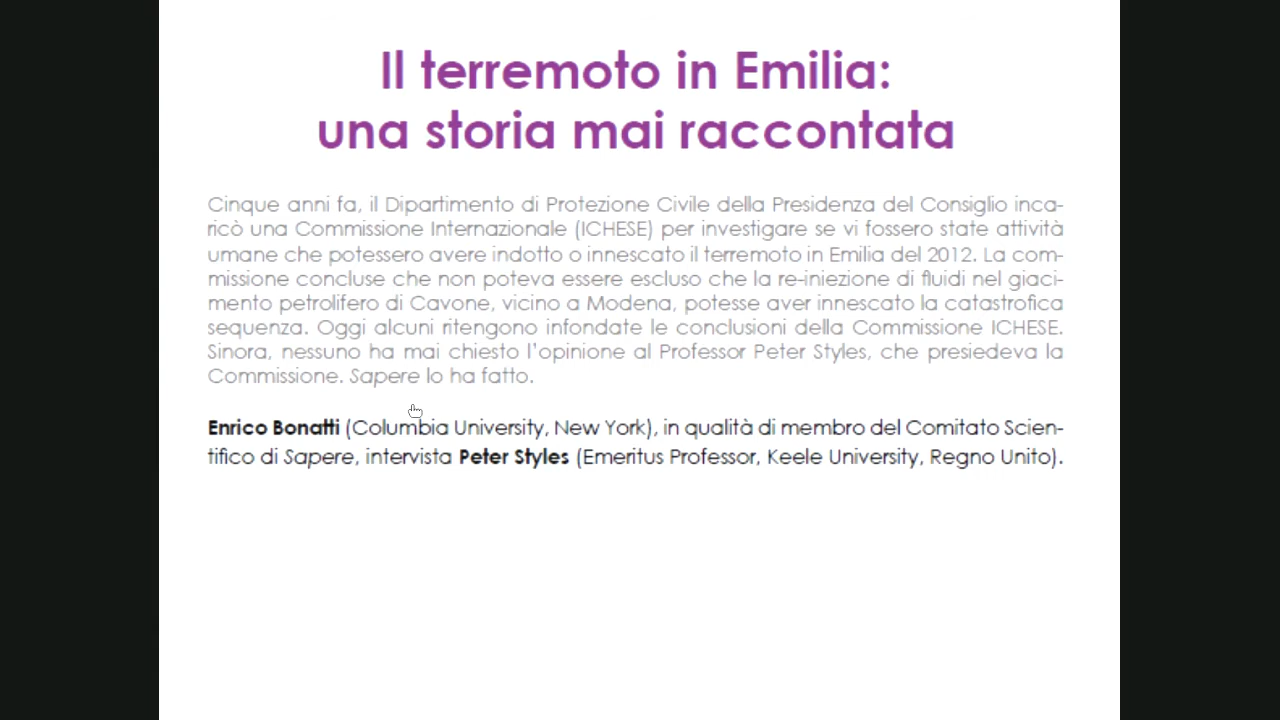 Il terremoto in Emilia:
una storia mai raccontata
Cinque anni fa, il Dipartimento di Protezione Civile della Presidenza del Consiglio inca-
ricò una Commissione Internazionale (ICHESE) per investigare se vi fossero state attività
umane che potessero avere indotto o innescato il terremoto in Emilia del 2012. La com-
missione concluse che non poteva essere escluso che la re-iniezione di fluidi nel giaci-
mento petrolifero di Cavone, vicino a Modena, potesse aver innescato la catastrofica
sequenza. Oggi alcuni ritengono infondate le conclusioni della Commissione ICHESE.
Sinora, nessuno ha mai chiesto l'opinione al Professor Peter Styles, che presiedeva la
Commissione. Sapere lo ha fatto.
Enrico Bonatti (Columbia University, New York), in qualità di membro del Comitato Scien-
tifico di Sapere, intervista Peter Styles (Emeritus Professor, Keele University, Regno Unito).